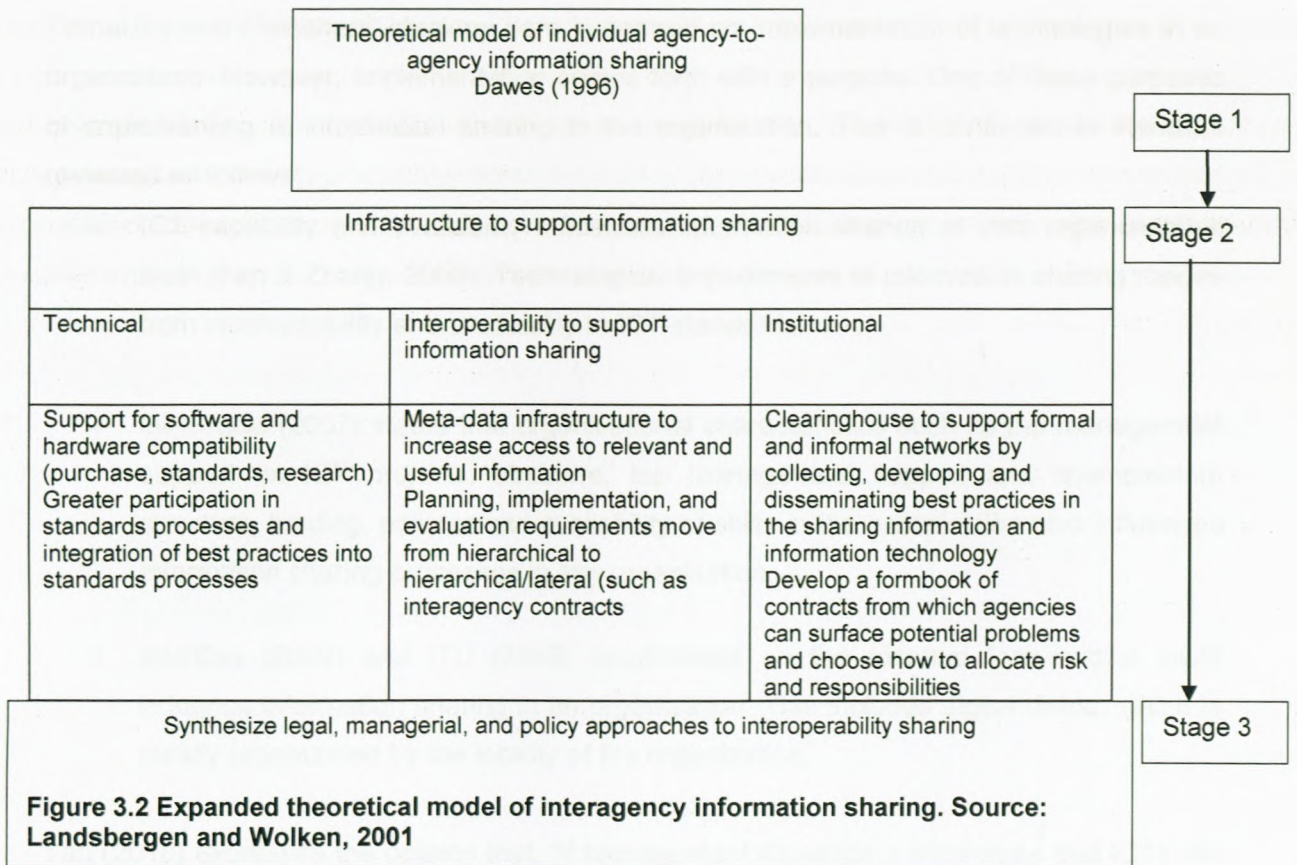 Theoretical model of individual agency-to-
agency information sharing
Dawes (1996)
Stage 1
Infrastructure to support information sharing
Stage 2
Technical
Interoperability to support
information sharing
Institutional
Support for software and
hardware compatibility
(purchase, standards, research)
Greater participation in
standards processes and
integration of best practices into
standards processes
Meta-data infrastructure to
increase access to relevant and
useful information
Planning, implementation, and
evaluation requirements move
from hierarchical to
hierarchical/lateral (such as
interagency contracts
Clearinghouse to support formal
and informal networks by
collecting, developing and
disseminating best practices in
the sharing information and
information technology
Develop a formbook of
contracts from which agencies
can surface potential problems
and choose how to allocate risk
and responsibilities
Synthesize legal, managerial, and policy approaches to interoperability sharing
Stage 3
Figure 3.2 Expanded theoretical model of interagency information sharing. Source:
Landsbergen and Wolken, 2001